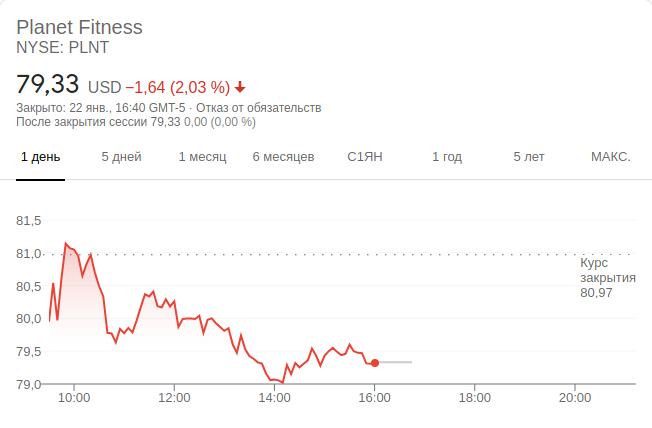 Planet Fitness
NYSE: PLNT
79,33 USD −1,64 (2,03 %)
Закрыто: 22 янв., 16:40 GMT-5 · Отказ от обязательств
После закрытия сессии 79,33 0,00 (0,00 %)
1 день 5 дней 1 месяц 6 месяцев С1ЯН 1 год 5 лет МАКС.
81,5
81,0
Курс
закрытия
80,97
80,5
80,0
79,5
79,0
10:00 12:00 14:00 16:00 18:00 20:00